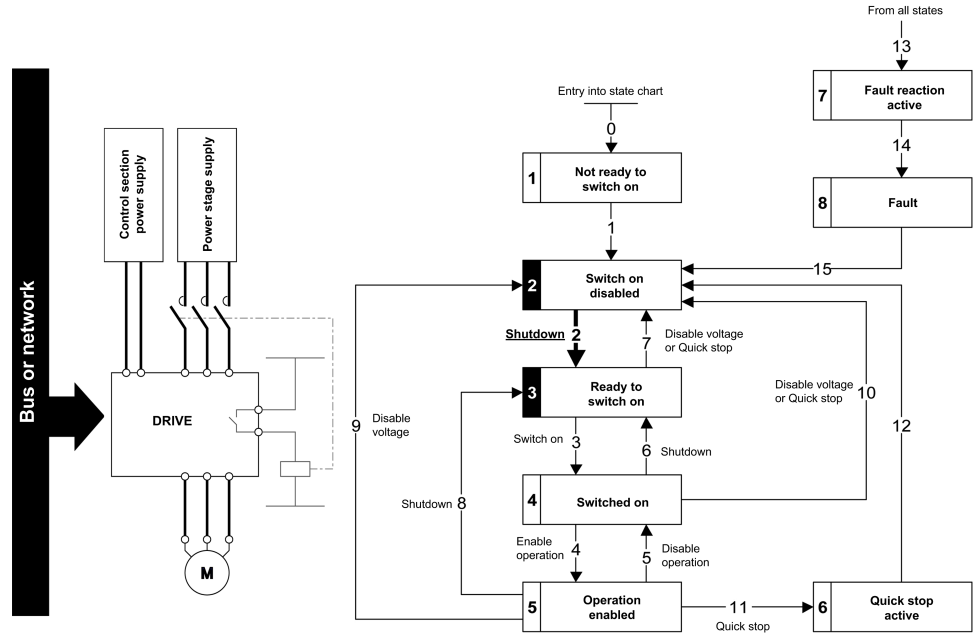 Bus or network
Control section
power supply
Power stage supply
DRIVE
M
From all states
13
7
Fault reaction
active
14
8
Fault
15
Entry into state chart
0
1
Not ready to
switch on
1
2
Switch on
disabled
Shutdown 2
7
Disable voltage
or Quick stop
3
Ready to
switch on
Switch on
3
6
Shutdown
4
Switched on
Enable
operation
4
5
Disable
operation
5
Operation
enabled
9
Disable
voltage
Shutdown 8
Disable voltage
or Quick stop
10
12
11
Quick stop
6
Quick stop
active